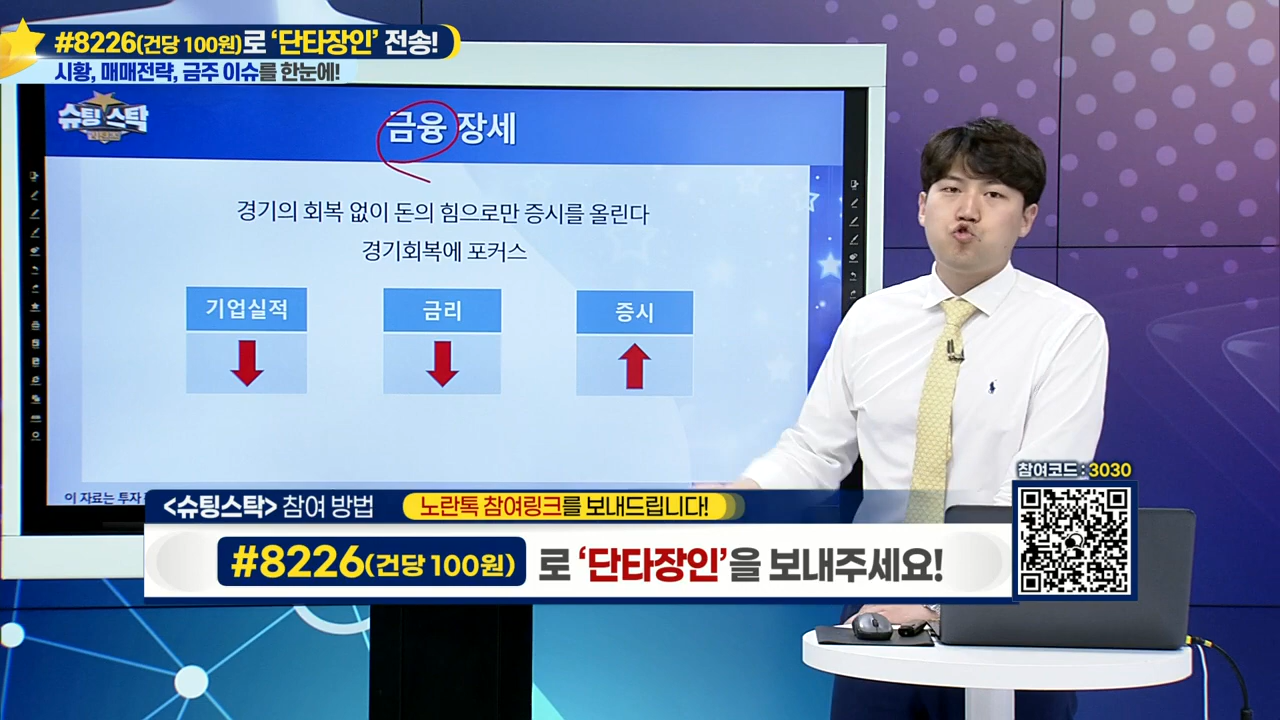 #8226(건당 100원)로 ‘단타장인’ 전송!
시황, 매매전략, 금주 이슈를 한눈에!
슈팅 스탁
금융 장세
경기의 회복 없이 돈의 힘으로만 증시를 올린다
경기회복에 포커스
기업실적
금리
증시
이 자료는 투자
참여코드 : 3030
<슈팅스탁> 참여 방법
노란톡 참여링크를 보내드립니다!
#8226(건당 100원) 로 ‘단타장인’을 보내주세요!